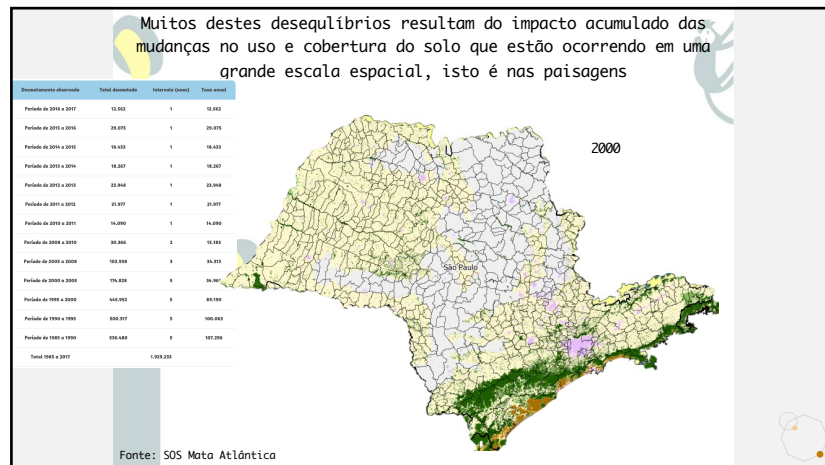 Muitos destes desequlíbrios resultam do impacto acumulado das
mudanças no uso e cobertura do solo que estão ocorrendo em uma
grande escala espacial, isto é nas paisagens
Desmatamento observado Total desmatado Intervalo (anos) Taxa anual
Período de 2016 a 2017 12.562 1 12.562
Período de 2015 a 2016 29.075 1 29.075
Período de 2014 a 2015 18.433 1 18.433
Período de 2013 a 2014 18.267 1 18.267
Período de 2012 a 2013 23.948 1 23.948
Período de 2011 a 2012 21.977 1 21.977
Período de 2010 a 2011 14.090 1 14.090
Período de 2008 a 2010 30.366 2 15.183
Período de 2005 a 2008 102.938 3 34.313
Período de 2000 a 2005 174.828 5
Período de 1995 a 2000 445.952 5 89.190
Período de 1990 a 1995 500.317 5 100.063
Período de 1985 a 1990 536.480 5 107.296
Total 1985 a 2017 1.929.233
2000
São Paulo
Fonte: SOS Mata Atlântica